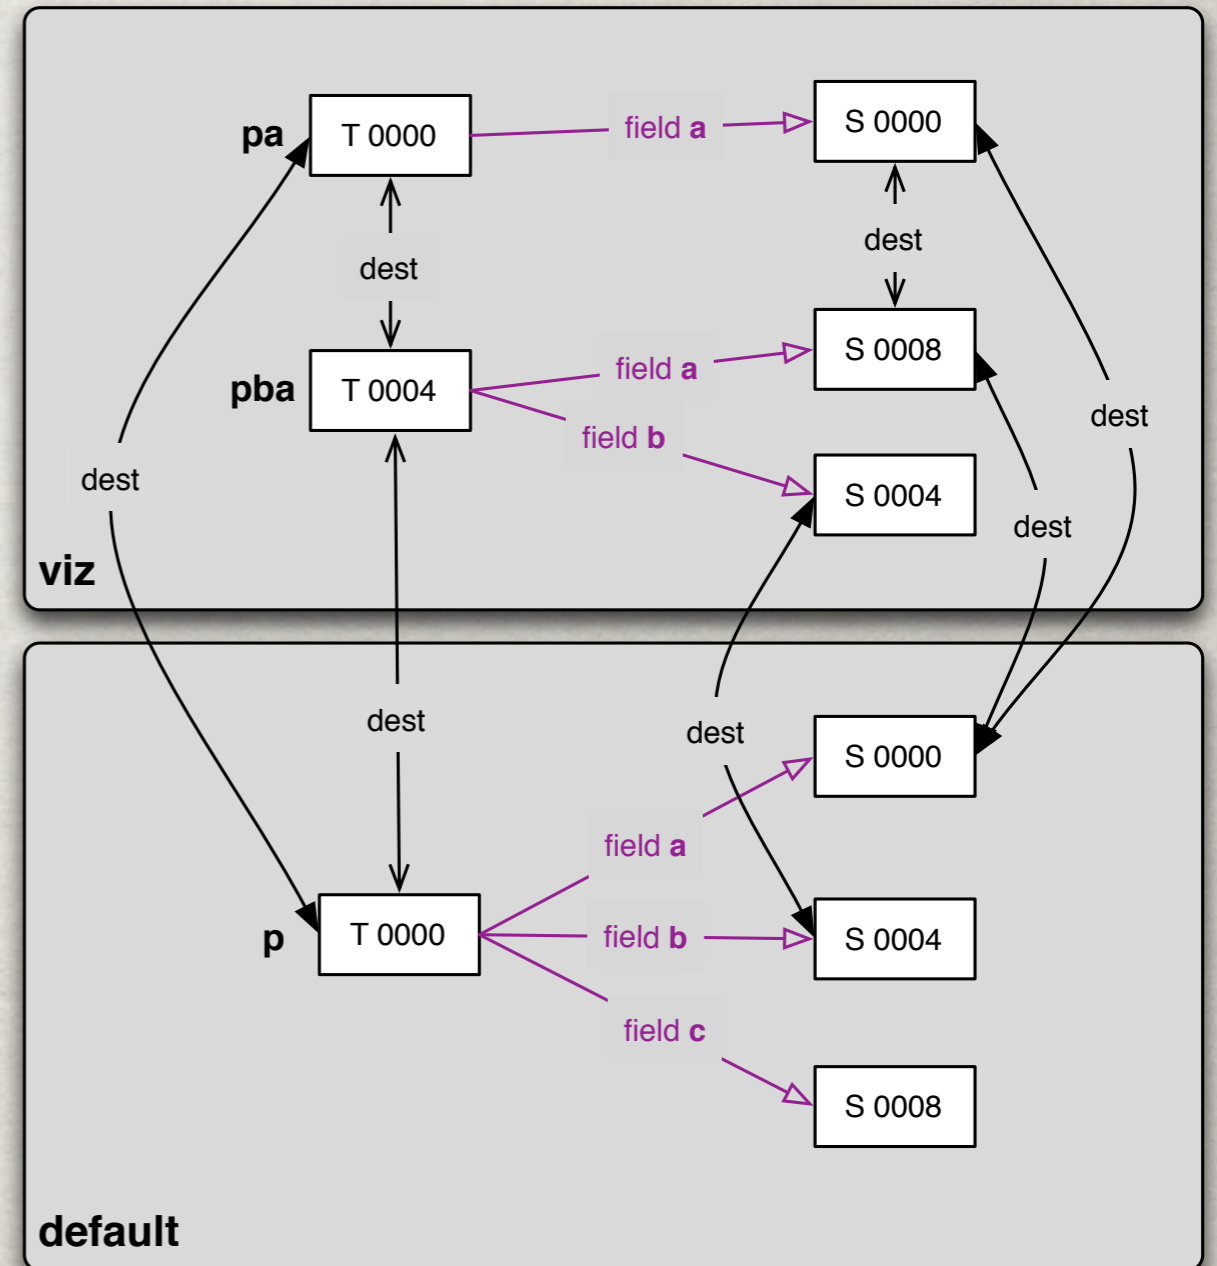 pa
T 0000
field a
S 0000
dest
dest
pba
T 0004
field a
field b
S 0008
S 0004
dest
dest
dest
viz
dest
dest
p
T 0000
field a
field b
field c
S 0000
S 0004
S 0008
default